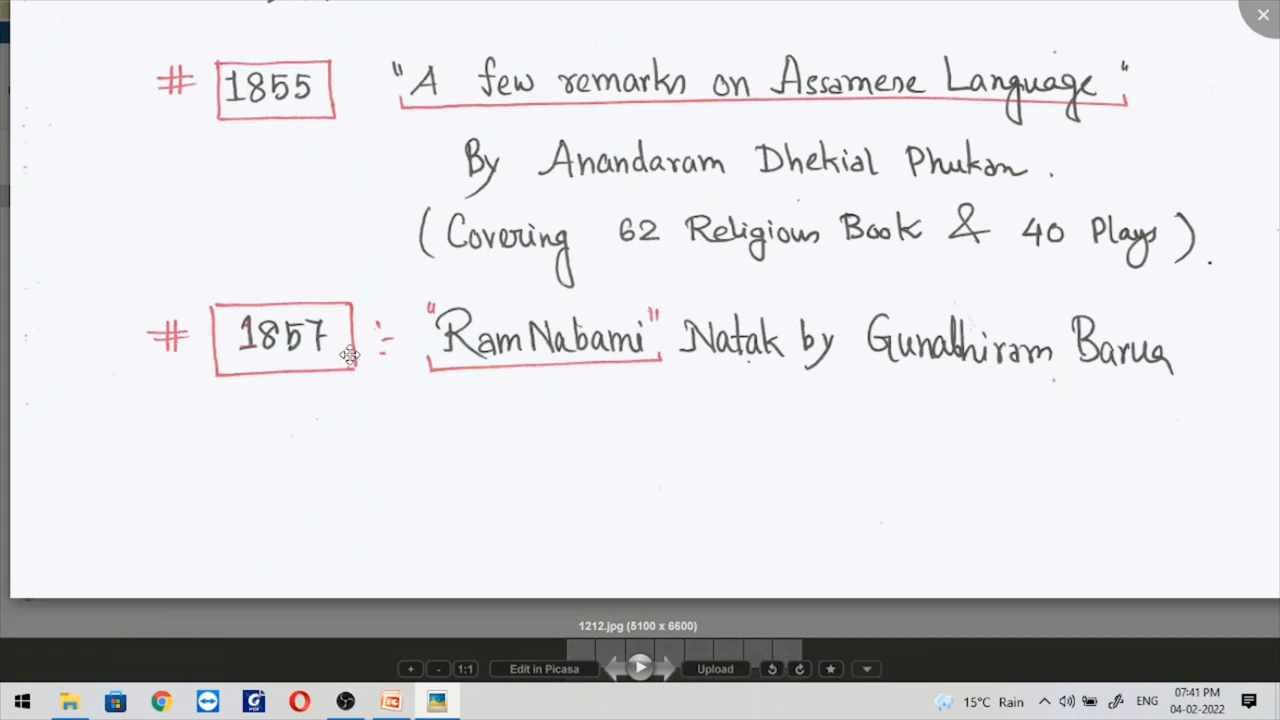 # 1855 "A few remarks on Assamese Language"
By Anandaram Dhekial Phukan.
(Covering 62 Religious Book & 40 Plays).
# 1857 :- "Ram Nabami" Natak by Gunabhiram Barua
1212.jpg (5100 x 6600)
+ - 1:1 Edit in Picasa Upload
15°C Rain ENG 07:41 PM
04-02-2022